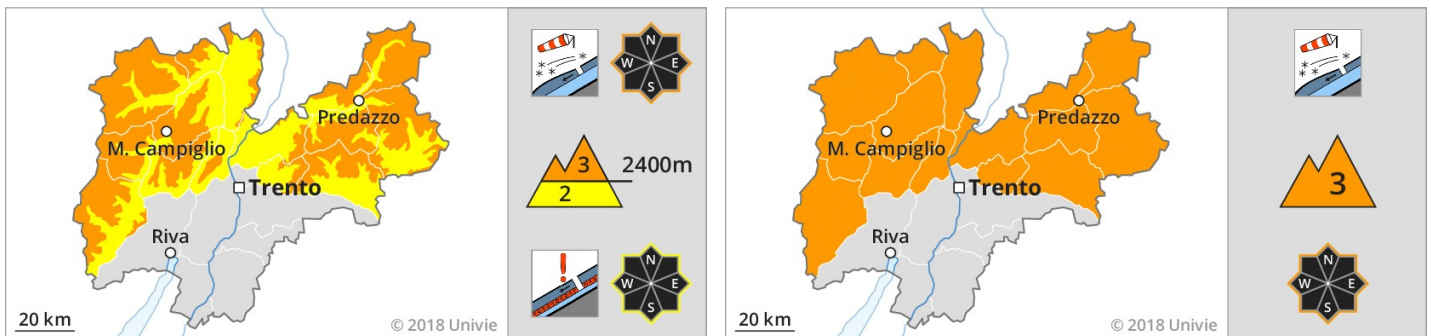 Predazzo
M. Campiglio
Trento
Riva
20 km
© 2018 Univie
N
W E
S
3 2400m
2
N
W E
S
Predazzo
M. Campiglio
Trento
Riva
20 km
© 2018 Univie
3
N
W E
S